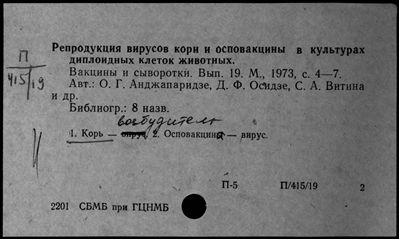 П
415/19
Репродукция вирусов кори и осповакцины в культурах
диплоидных клеток животных.
Вакцины и сыворотки. Вып. 19. М., 1973, с. 4—7.
Авт.: О. Г. Анджапаридзе, Д. Ф. Осидзе, С. А. Витина
и др.
Библиогр.: 8 назв.
возбудитель
1. Корь — вирус. 2. Осповакцина — вирус.
П-5 П/415/19 2
2201 СБМБ при ГЦНМБ